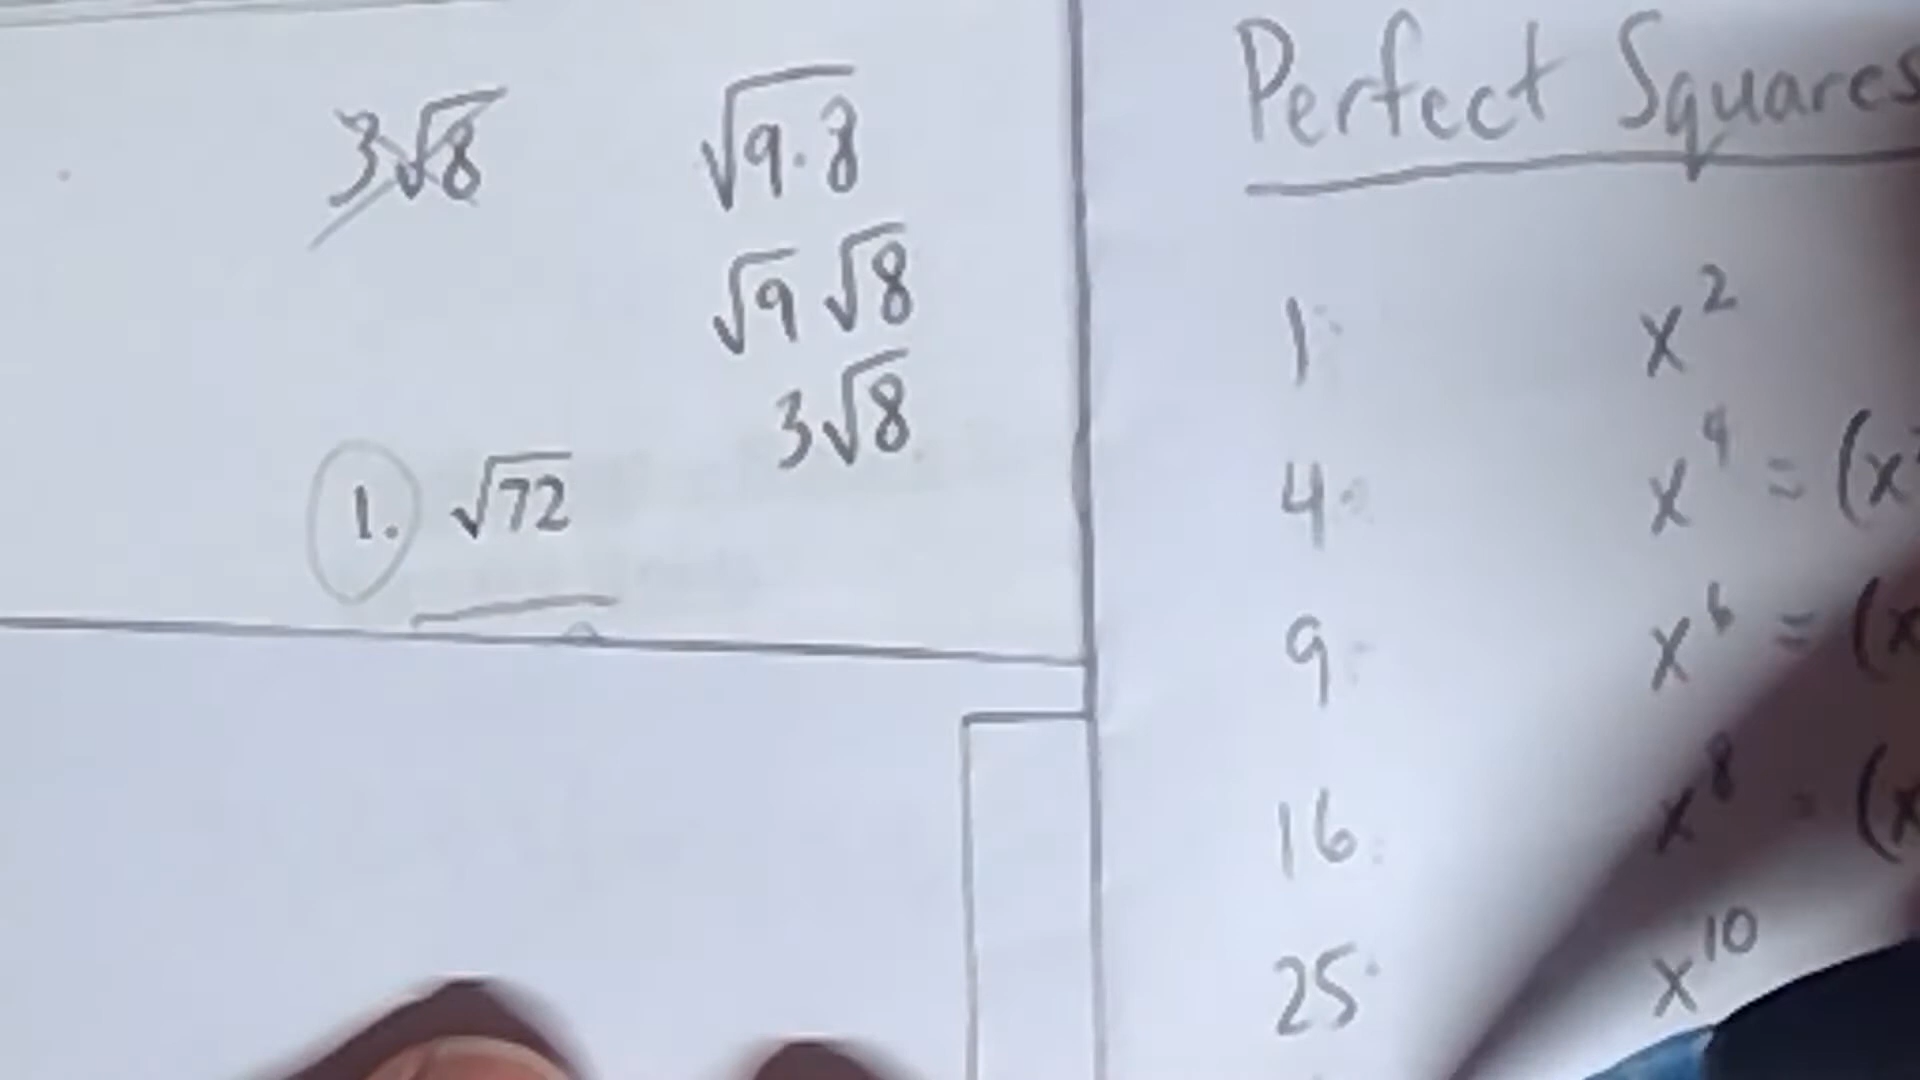 3√8
√9·8
√9 √8
3√8
1. √72
Perfect Squares
1 x²
4 x⁴ = (x
9 x⁶ = (x
16 x⁸ = (x
25 x¹⁰